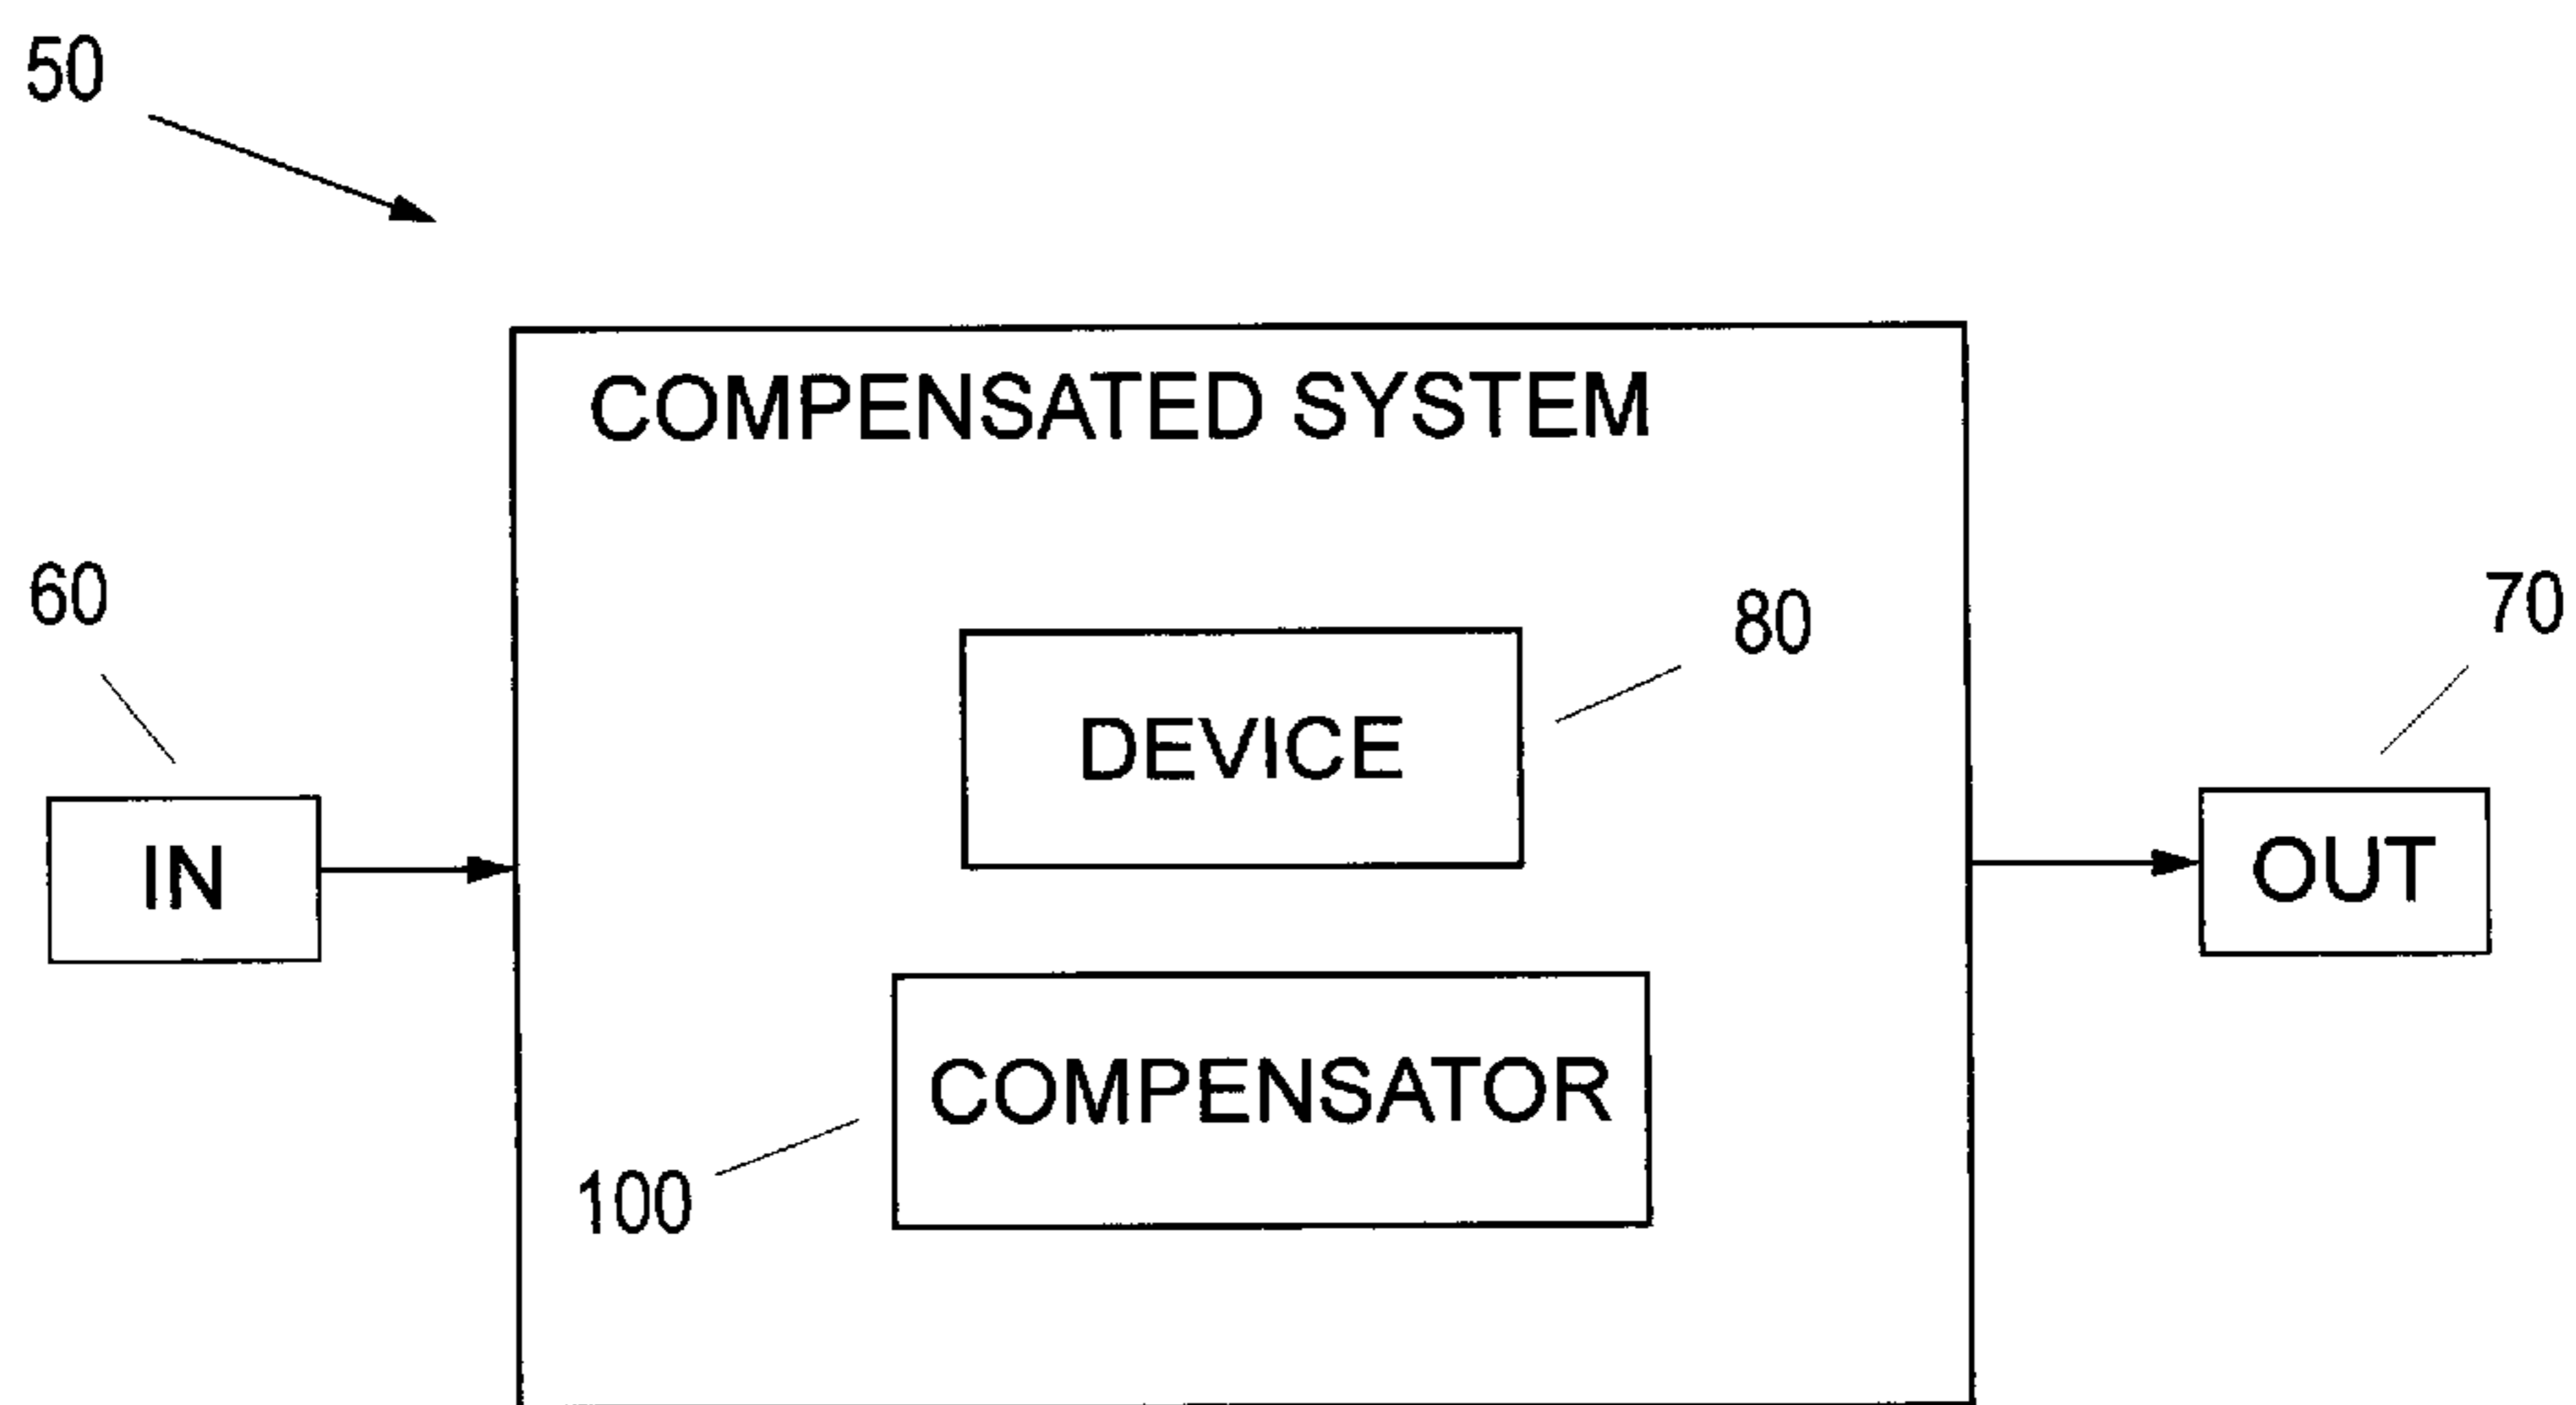 50
COMPENSATED SYSTEM
60
80
70
DEVICE
IN
OUT
COMPENSATOR
100